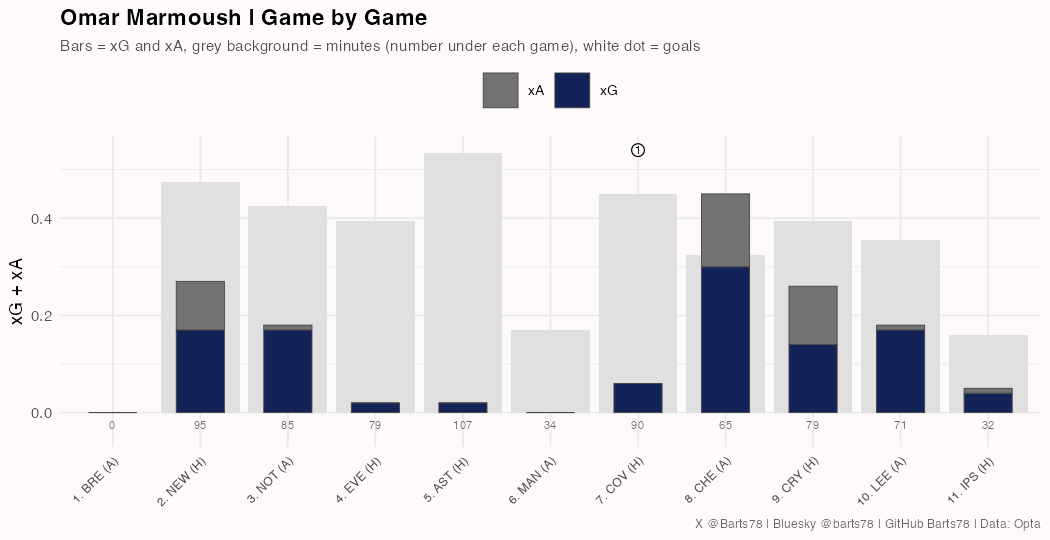 Omar Marmoush | Game by Game
Bars = xG and xA, grey background = minutes (number under each game), white dot = goals
xA xG
xG + xA
0.4
0.2
0.0
1
0 95 85 79 107 34 90 65 79 71 32
1. BRE (A)
2. NEW (H)
3. NOT (A)
4. EVE (H)
5. AST (H)
6. MAN (A)
7. COV (H)
8. CHE (A)
9. CRY (H)
10. LEE (A)
11. IPS (H)
X @Barts78 | Bluesky @barts78 | GitHub Barts78 | Data: Opta